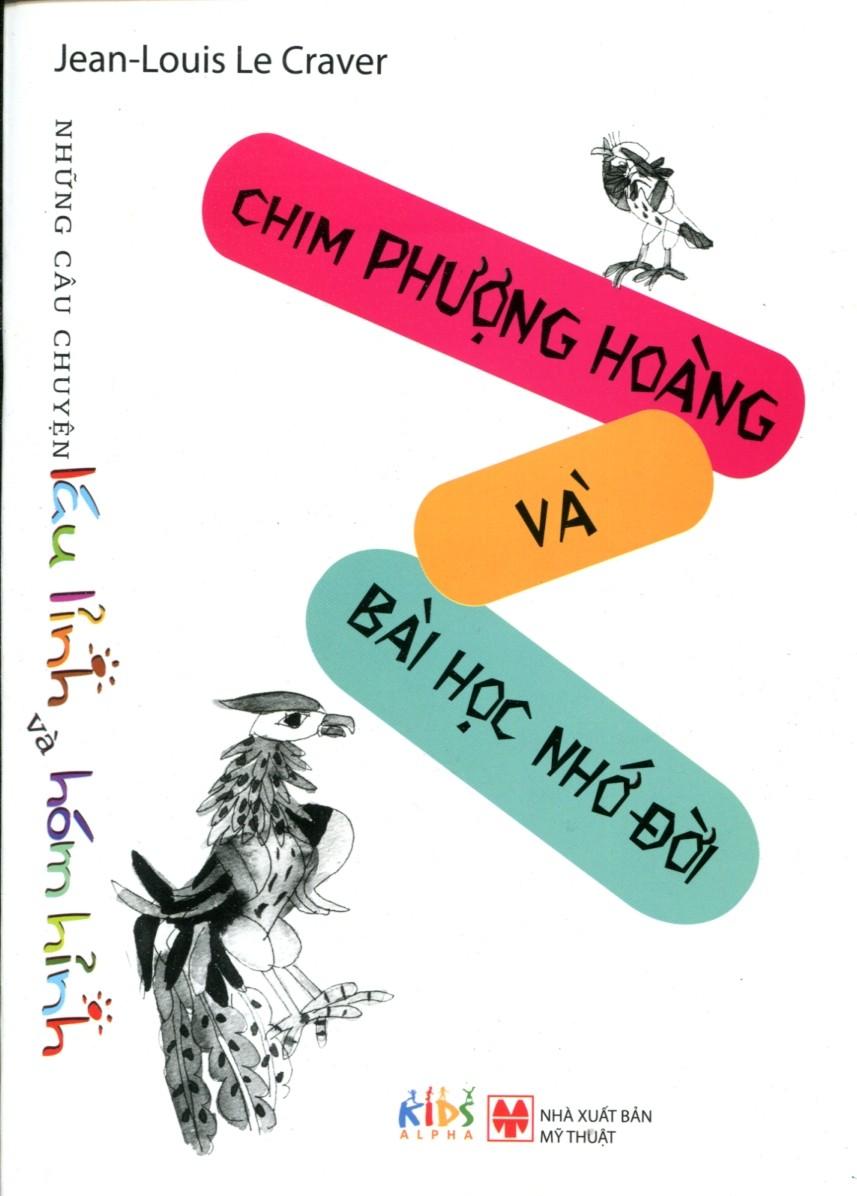 Jean-Louis Le Craver
NHỮNG CÂU CHUYỆN
láu lỉnh
và
hóm hỉnh
CHIM PHƯỢNG HOÀNG
VÀ
BÀI HỌC NHỚ ĐỜI
KIDS
ALPHA
NHÀ XUẤT BẢN
MỸ THUẬT